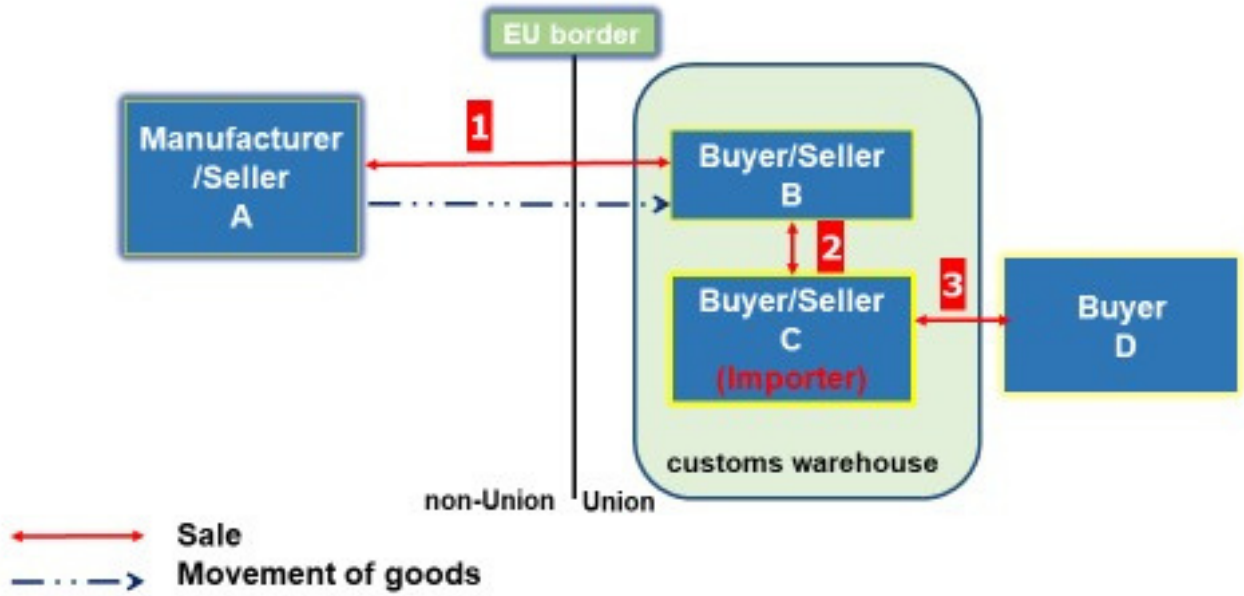 EU border
Manufacturer
/Seller
A
1
Buyer/Seller
B
2
Buyer/Seller
C
(Importer)
3
Buyer
D
customs warehouse
non-Union
Union
Sale
Movement of goods